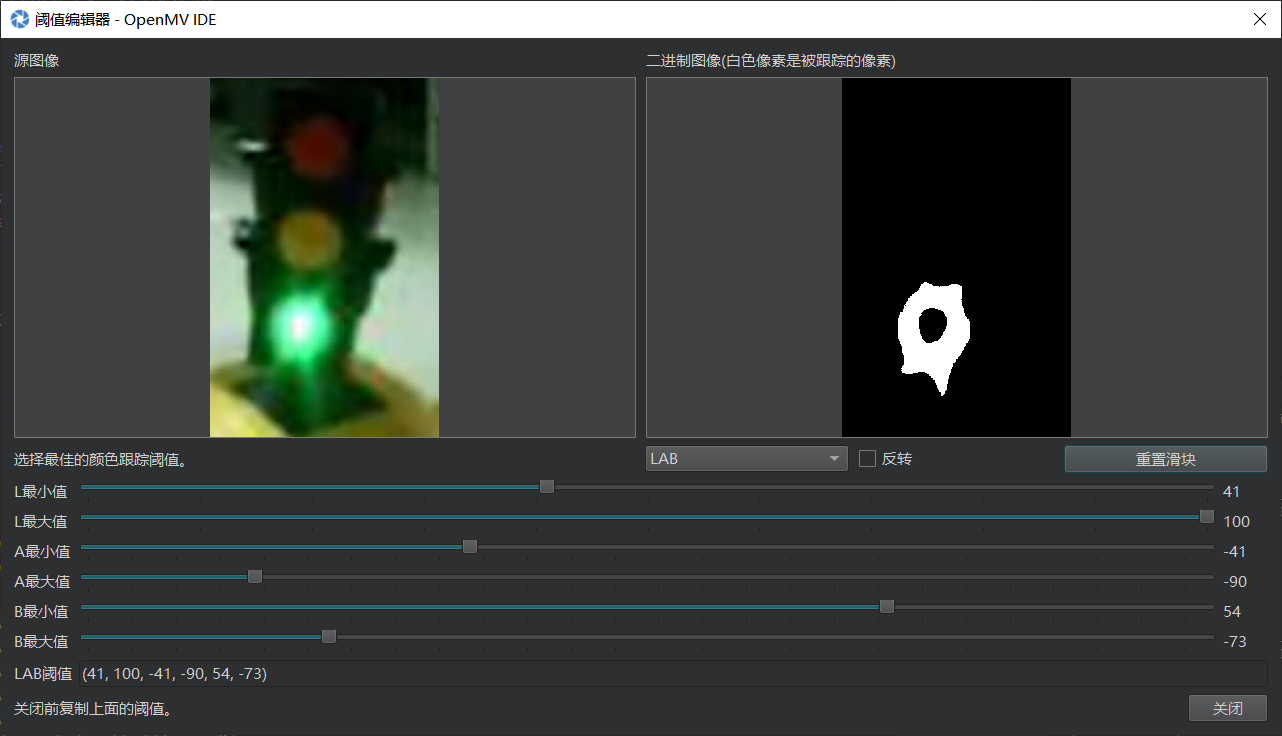 阈值编辑器 - OpenMV IDE
源图像
二进制图像(白色像素是被跟踪的像素)
选择最佳的颜色跟踪阈值。
LAB
反转
重置滑块
L最小值 41
L最大值 100
A最小值 -41
A最大值 -90
B最小值 54
B最大值 -73
LAB阈值 (41, 100, -41, -90, 54, -73)
关闭前复制上面的阈值。
关闭